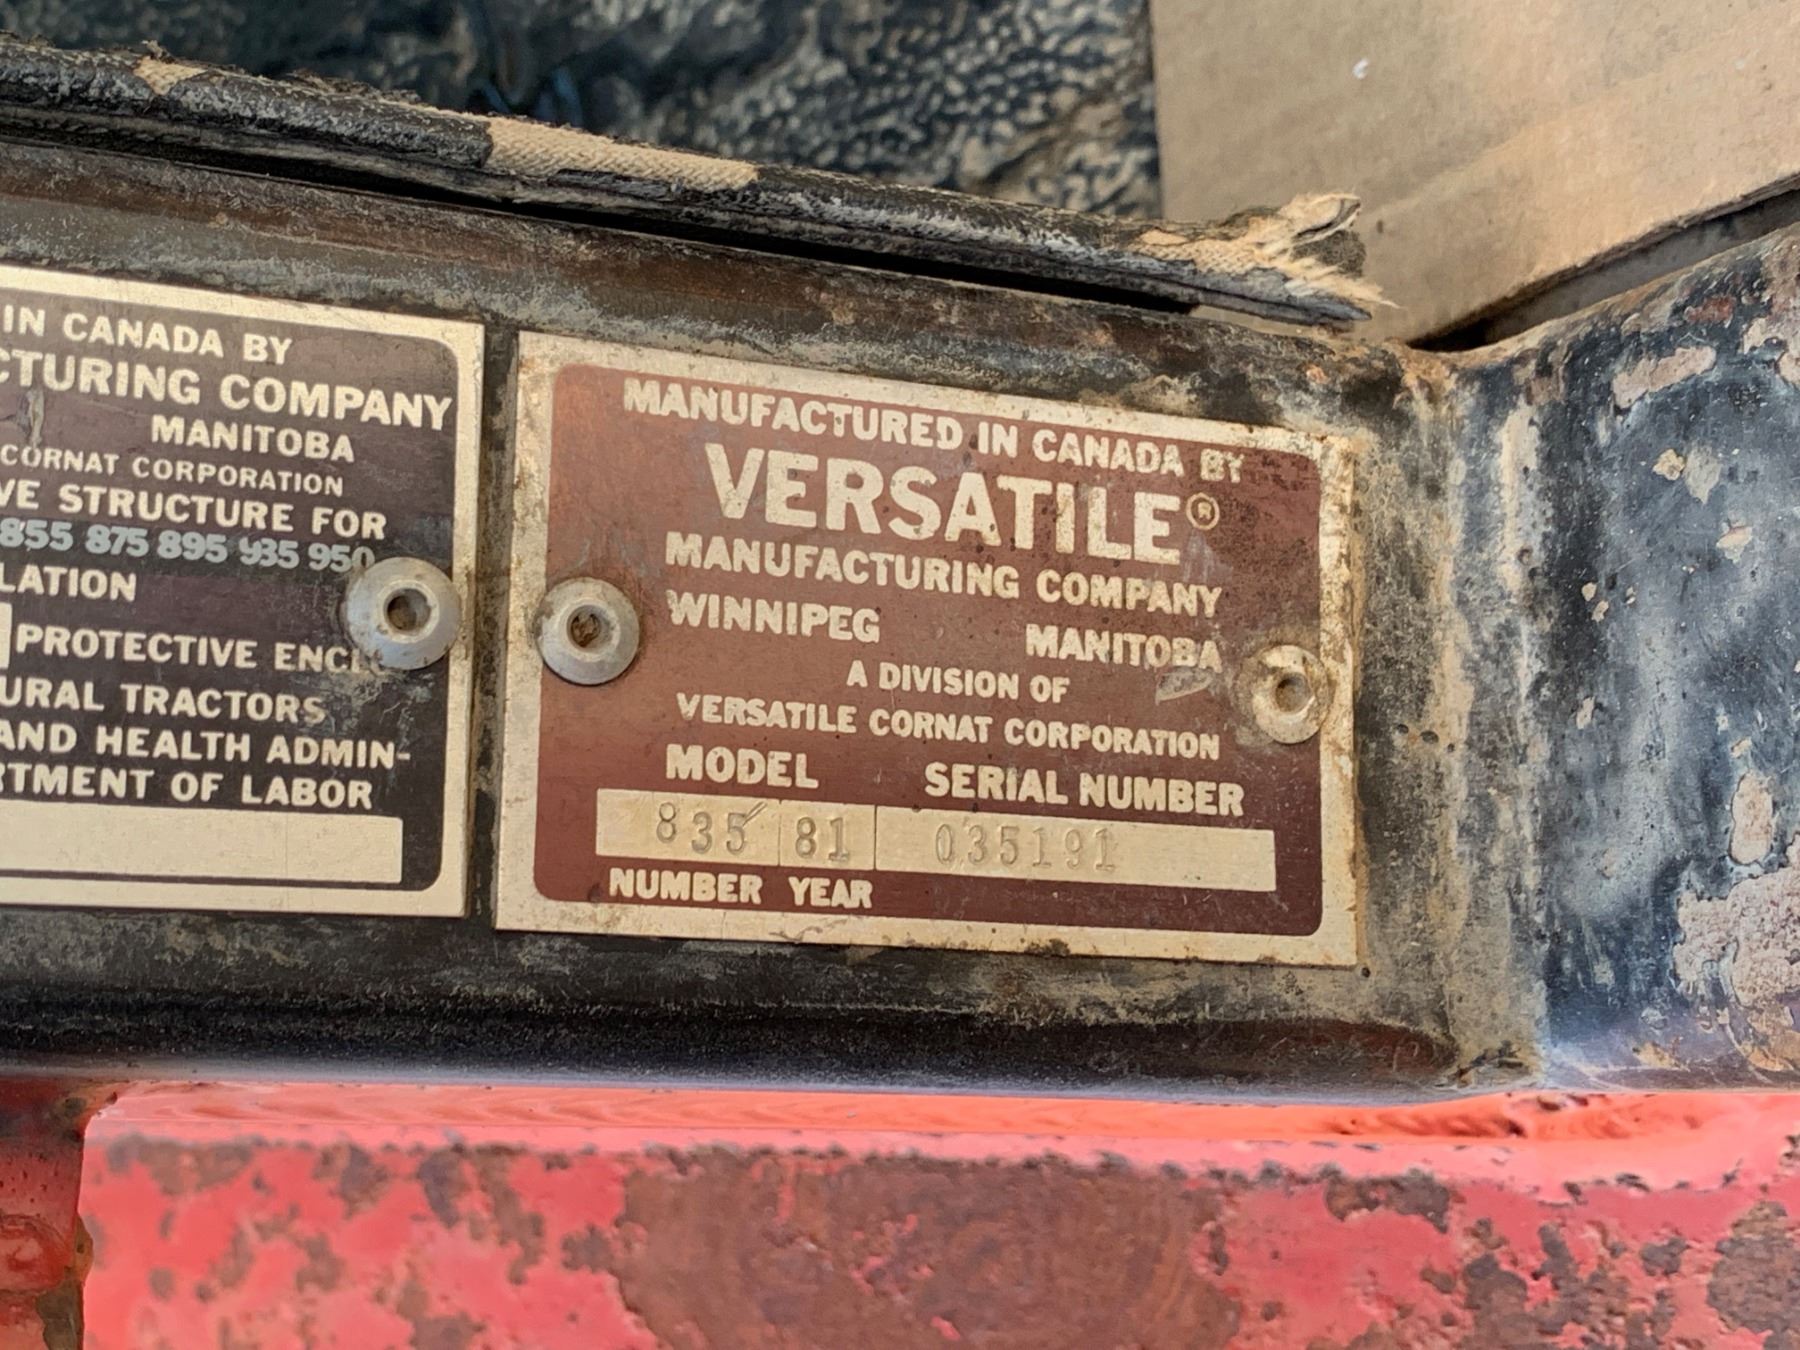 IN CANADA BY
CTURING COMPANY
MANITOBA
CORNAT CORPORATION
VE STRUCTURE FOR
855 875 895 935 950
LATION
PROTECTIVE
URAL TRACTORS
AND HEALTH ADMIN-
RTMENT OF LABOR
MANUFACTURED IN CANADA BY
VERSATILE®
MANUFACTURING COMPANY
WINNIPEG MANITOBA
A DIVISION OF
VERSATILE CORNAT CORPORATION
MODEL SERIAL NUMBER
835 81 035191
NUMBER YEAR